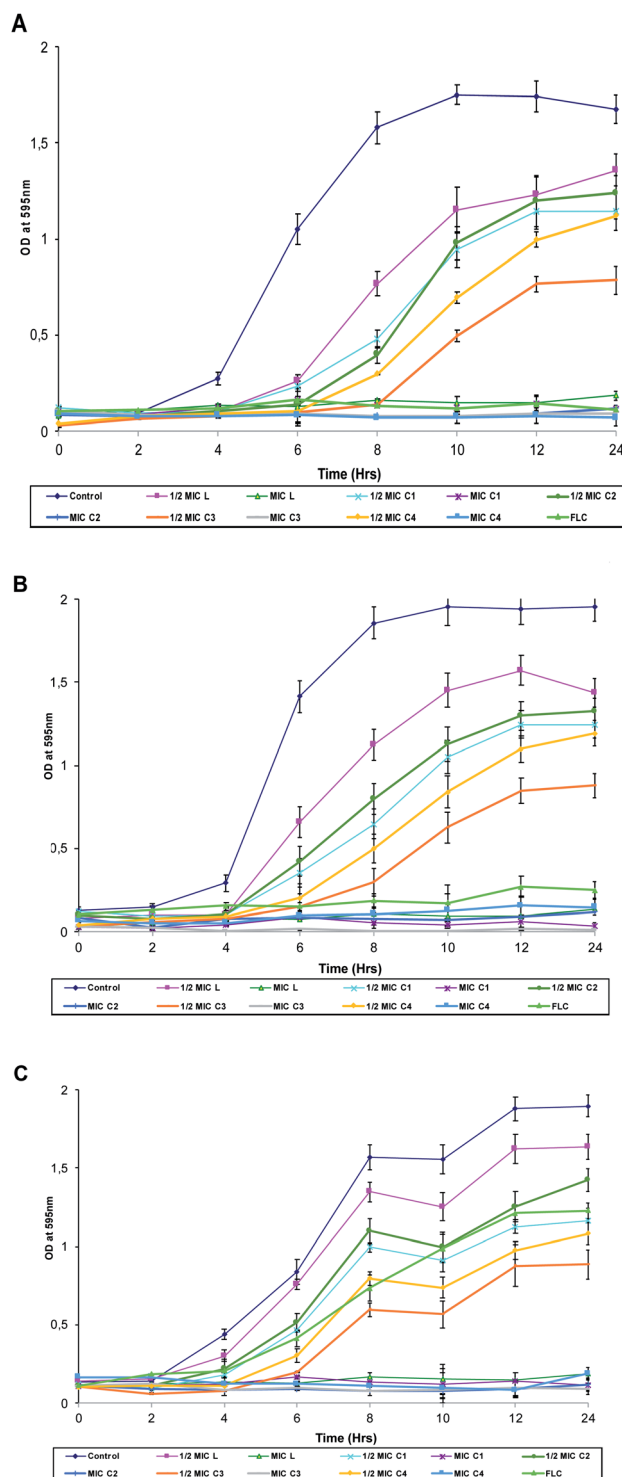 A
2
1,5
1
0,5
0
OD at 595nm
0 2 4 6 8 10 12 24
Time (Hrs)
Control 1/2 MIC L MIC L 1/2 MIC C1 MIC C1 1/2 MIC C2
MIC C2 1/2 MIC C3 MIC C3 1/2 MIC C4 MIC C4 FLC
B
2
1,5
1
0,5
0
OD at 595nm
0 2 4 6 8 10 12 24
Time (Hrs)
Control 1/2 MIC L MIC L 1/2 MIC C1 MIC C1 1/2 MIC C2
MIC C2 1/2 MIC C3 MIC C3 1/2 MIC C4 MIC C4 FLC
C
2
1,5
1
0,5
0
OD at 595nm
0 2 4 6 8 10 12 24
Time (Hrs)
Control 1/2 MIC L MIC L 1/2 MIC C1 MIC C1 1/2 MIC C2
MIC C2 1/2 MIC C3 MIC C3 1/2 MIC C4 MIC C4 FLC